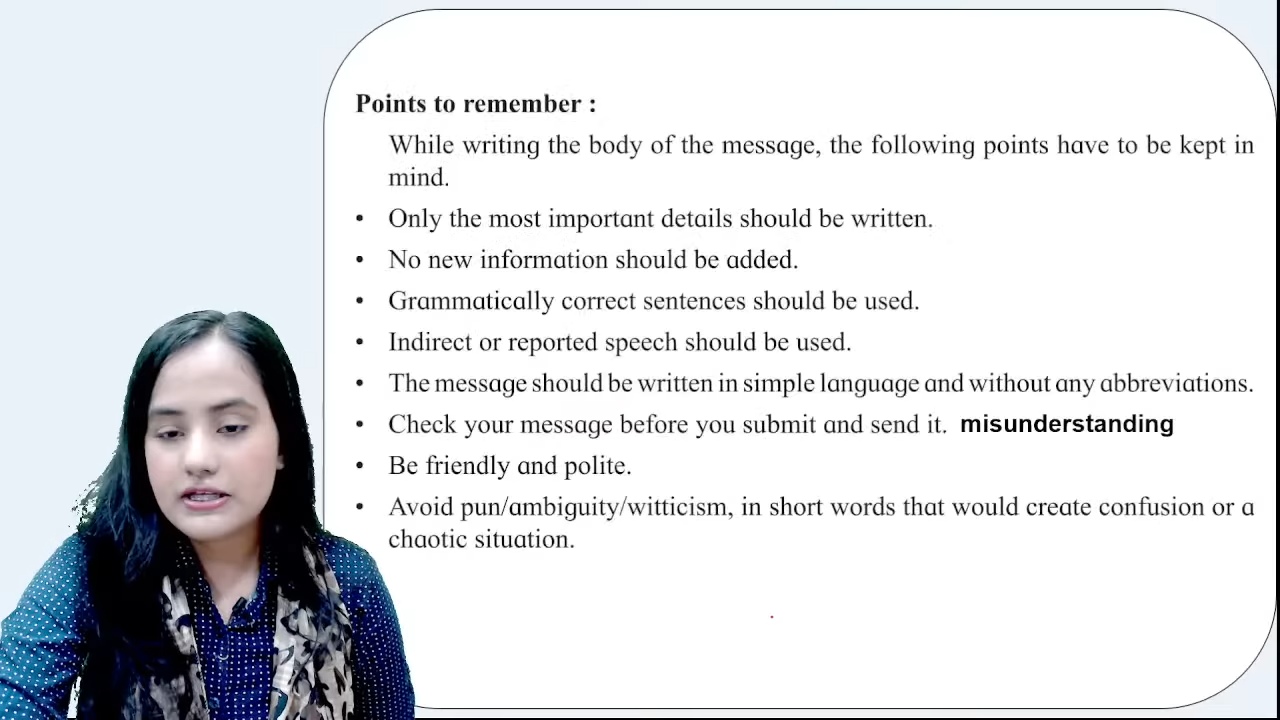 Points to remember :
While writing the body of the message, the following points have to be kept in
mind.
• Only the most important details should be written.
• No new information should be added.
• Grammatically correct sentences should be used.
• Indirect or reported speech should be used.
• The message should be written in simple language and without any abbreviations.
• Check your message before you submit and send it. misunderstanding
• Be friendly and polite.
• Avoid pun/ambiguity/witticism, in short words that would create confusion or a
chaotic situation.